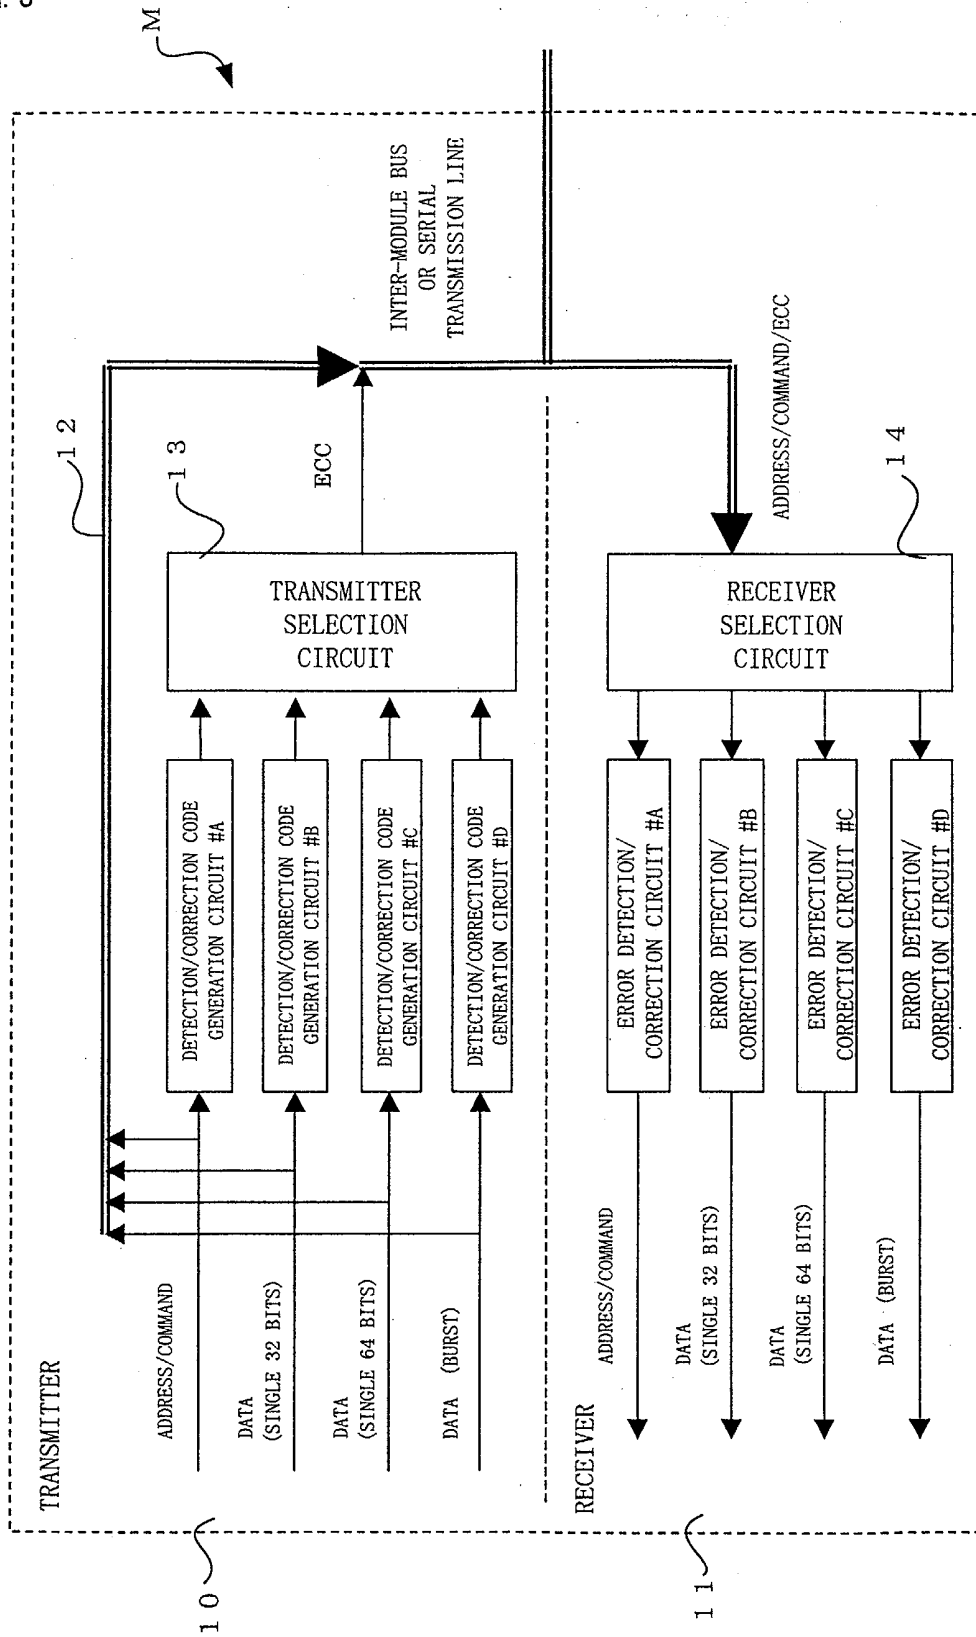 M
TRANSMITTER
10
12
ADDRESS/COMMAND
DATA
(SINGLE 32 BITS)
DATA
(SINGLE 64 BITS)
DATA (BURST)
DETECTION/CORRECTION CODE
GENERATION CIRCUIT #A
DETECTION/CORRECTION CODE
GENERATION CIRCUIT #B
DETECTION/CORRECTION CODE
GENERATION CIRCUIT #C
DETECTION/CORRECTION CODE
GENERATION CIRCUIT #D
13
TRANSMITTER
SELECTION
CIRCUIT
ECC
INTER-MODULE BUS
OR SERIAL
TRANSMISSION LINE
RECEIVER
11
ADDRESS/COMMAND
DATA
(SINGLE 32 BITS)
DATA
(SINGLE 64 BITS)
DATA (BURST)
ERROR DETECTION/
CORRECTION CIRCUIT #A
ERROR DETECTION/
CORRECTION CIRCUIT #B
ERROR DETECTION/
CORRECTION CIRCUIT #C
ERROR DETECTION/
CORRECTION CIRCUIT #D
RECEIVER
SELECTION
CIRCUIT
14
ADDRESS/COMMAND/ECC